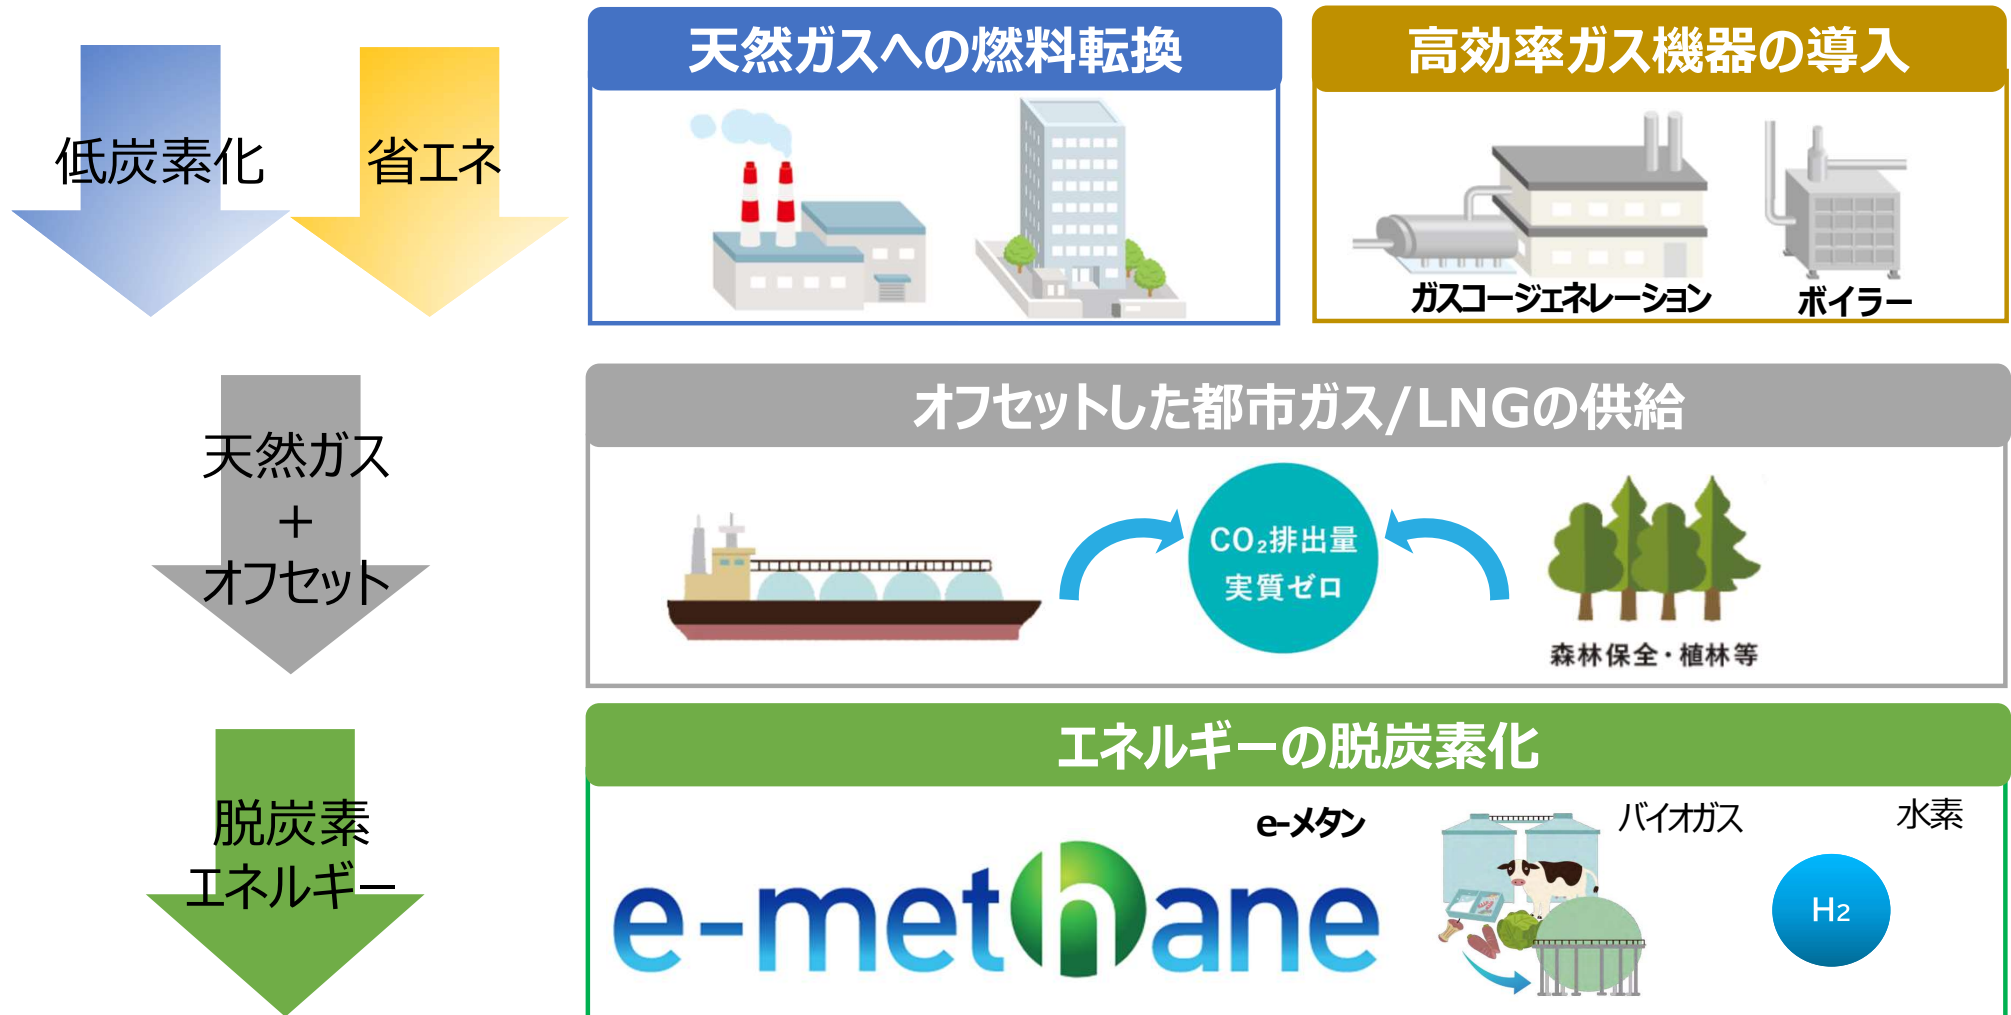 低炭素化
省エネ
天然ガスへの燃料転換
高効率ガス機器の導入
ガスコージェネレーション
ボイラー
天然ガス
+
オフセット
オフセットした都市ガス/LNGの供給
CO₂排出量
実質ゼロ
森林保全・植林等
脱炭素
エネルギー
エネルギーの脱炭素化
e-メタン
e-methane
バイオガス
水素
H2